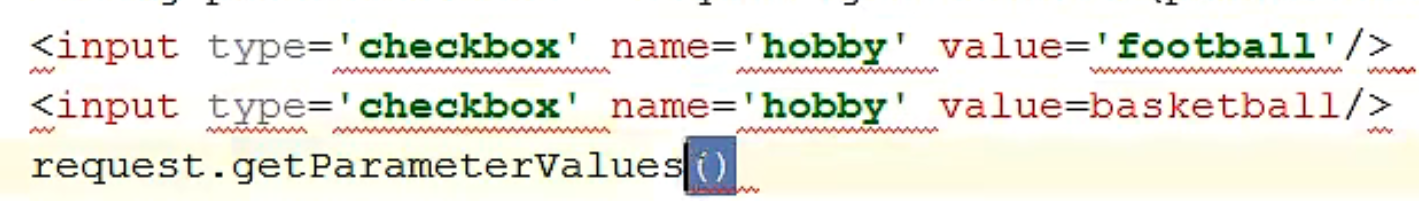 <input type='checkbox' name='hobby' value='football'/>
<input type='checkbox' name='hobby' value=basketball/>
request.getParameterValues()